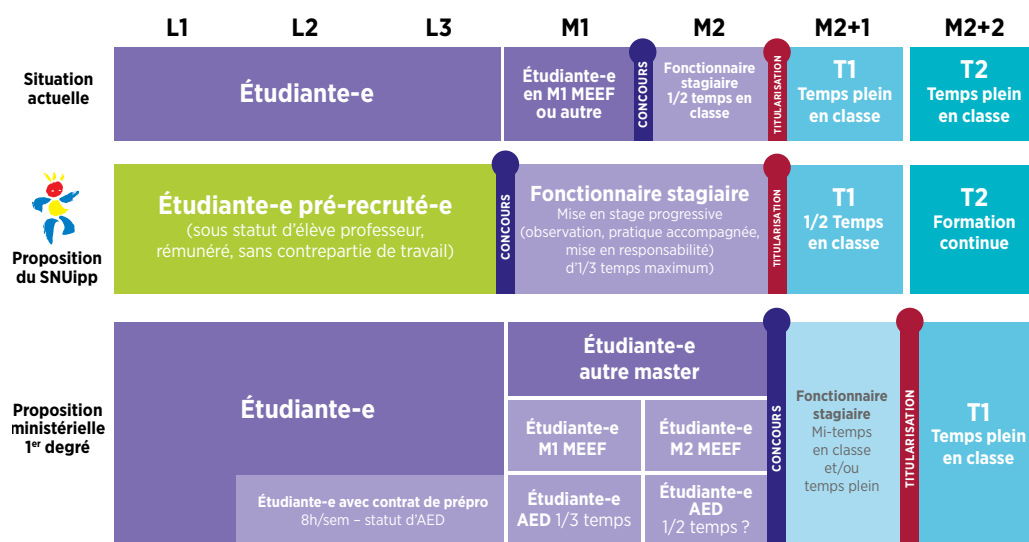 L1 L2 L3 M1 M2 M2+1 M2+2
Situation
actuelle
Étudiante-e
Étudiante-e
en M1 MEEF
ou autre
CONCOURS
Fonctionnaire
stagiaire
1/2 temps en
classe
TITULARISATION
T1
Temps plein
en classe
T2
Temps plein
en classe
Proposition
du SNUipp
Étudiante-e pré-recruté-e
(sous statut d'élève professeur,
rémunéré, sans contrepartie de travail)
CONCOURS
Fonctionnaire stagiaire
Mise en stage progressive
(observation, pratique accompagnée,
mise en responsabilité)
d'1/3 temps maximum)
TITULARISATION
T1
1/2 Temps
en classe
T2
Formation
continue
Proposition
ministérielle
1er degré
Étudiante-e
Étudiante-e avec contrat de prépro
8h/sem – statut d'AED
Étudiante-e
autre master
Étudiante-e
M1 MEEF
Étudiante-e
M2 MEEF
Étudiante-e
AED 1/3 temps
Étudiante-e
AED
1/2 temps ?
CONCOURS
Fonctionnaire
stagiaire
Mi-temps
en classe
et/ou
temps plein
TITULARISATION
T1
Temps plein
en classe